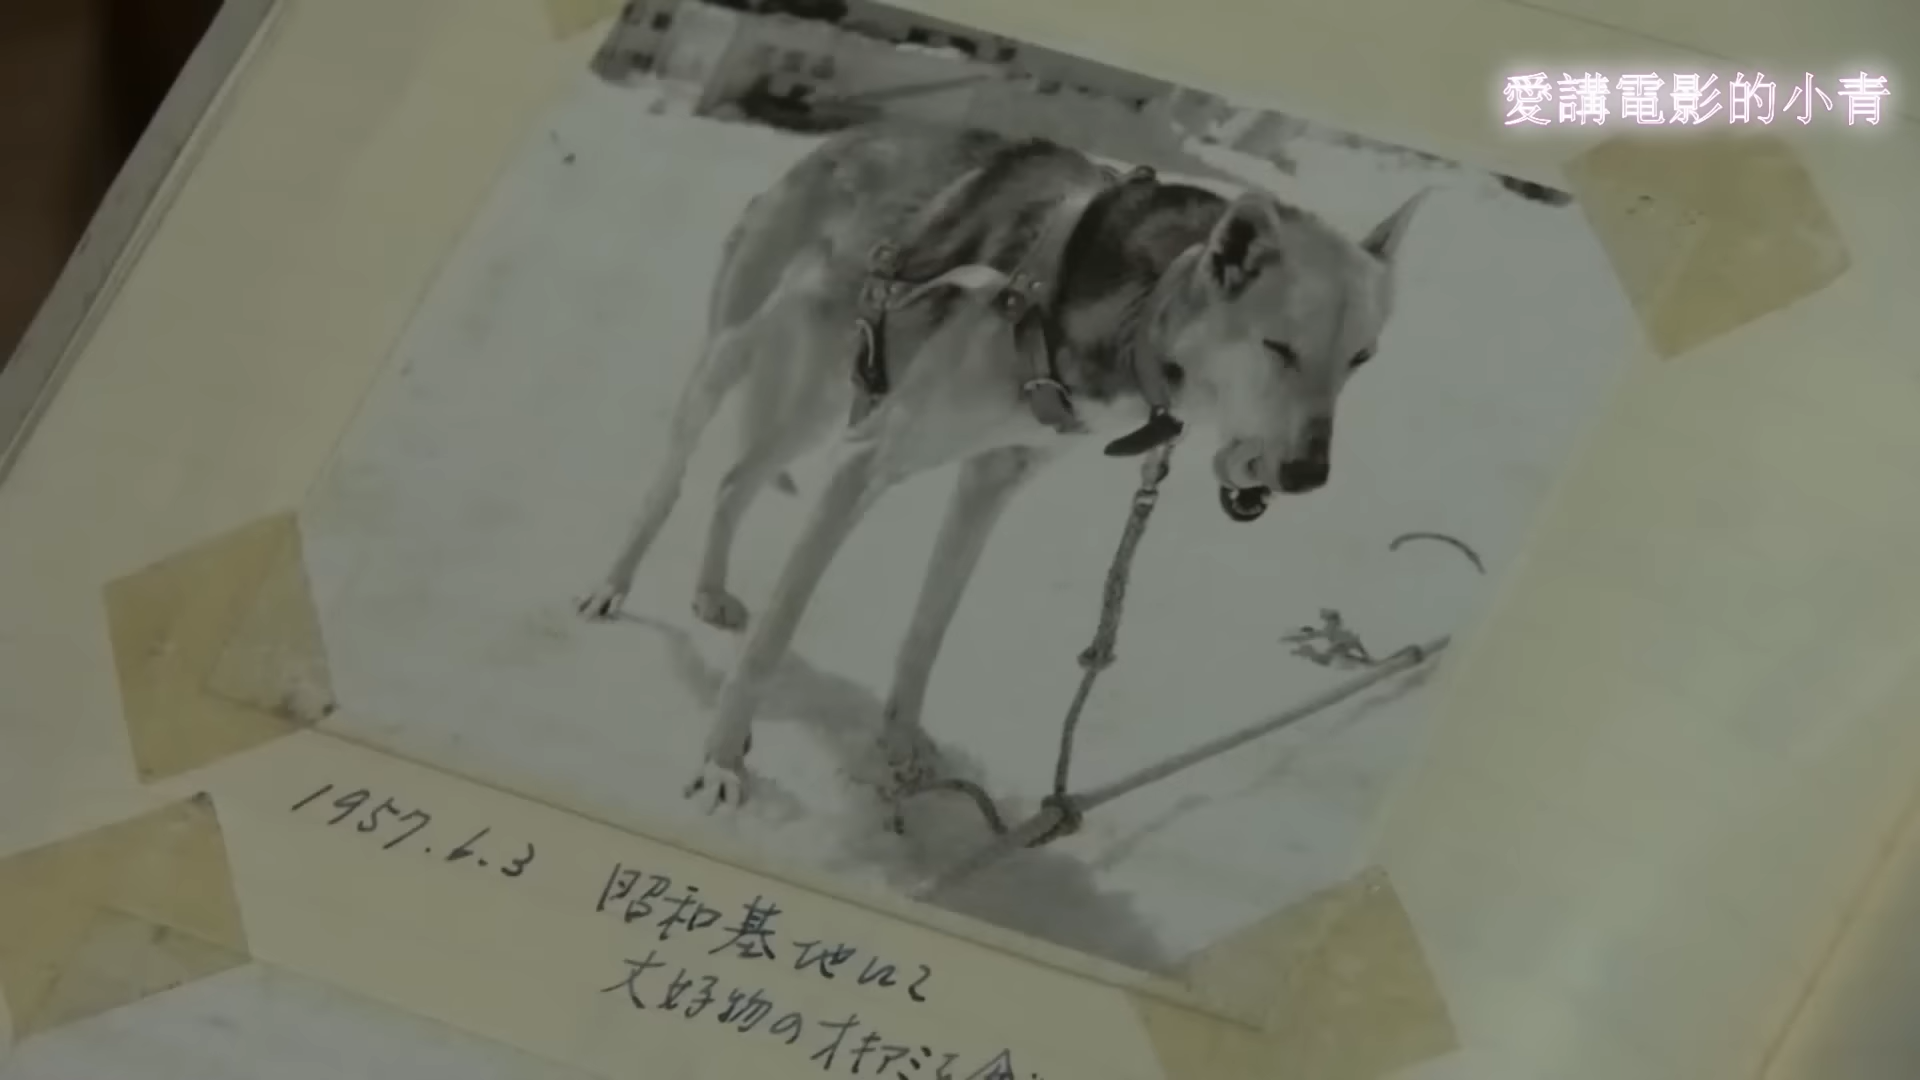 愛講電影的小青
1957.6.3 昭和基地にて
大好物のオキアミを